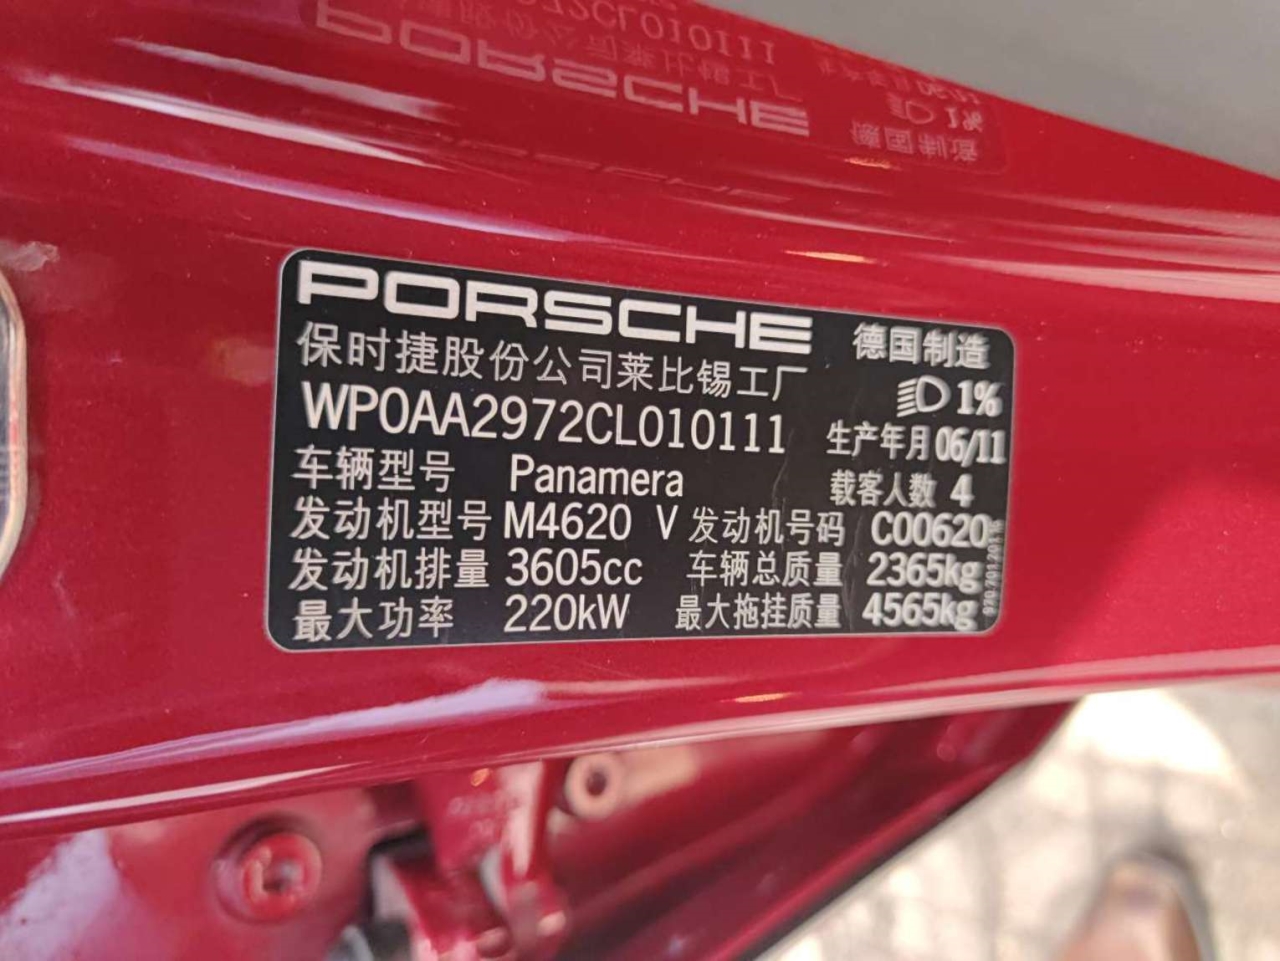 PORSCHE
德国制造
保时捷股份公司莱比锡工厂
1%
WP0AA2972CL010111
生产年月 06/11
车辆型号 Panamera
载客人数 4
发动机型号 M4620 V 发动机号码 C00620
发动机排量 3605cc 车辆总质量 2365kg
最大功率 220kW 最大拖挂质量 4565kg